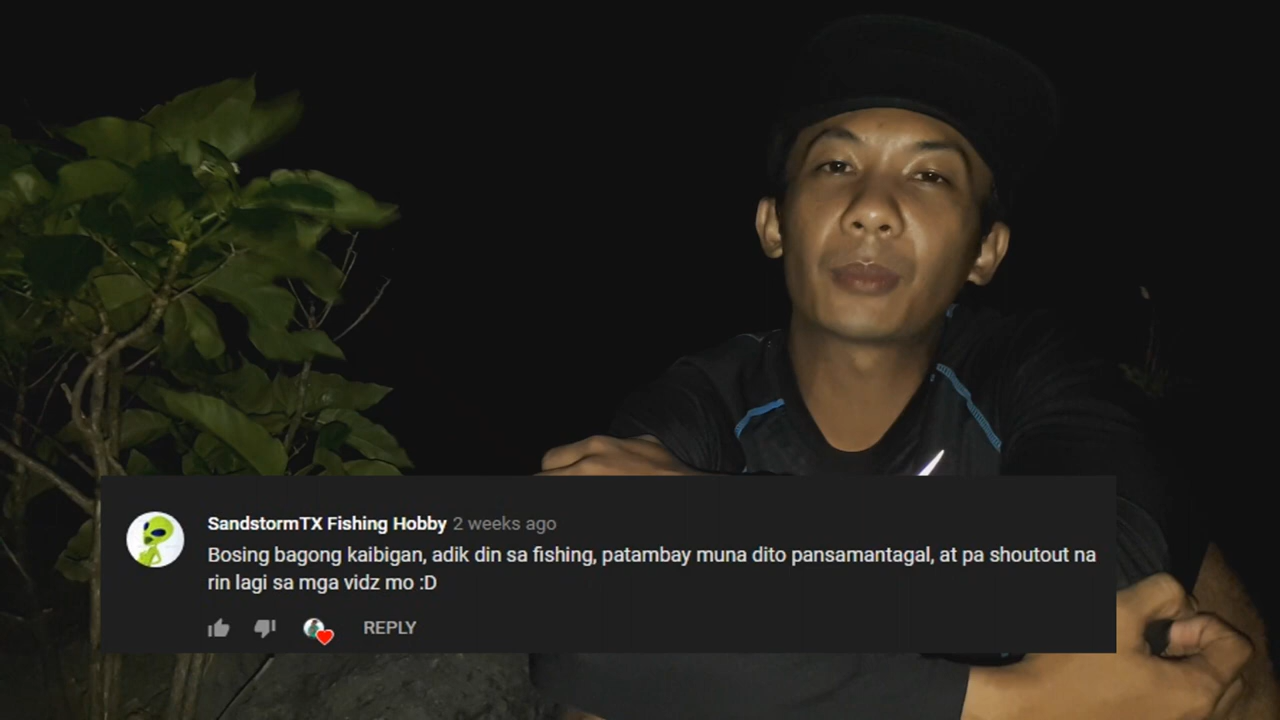 SandstormTX Fishing Hobby 2 weeks ago
Bosing bagong kaibigan, adik din sa fishing, patambay muna dito pansamantagal, at pa shoutout na
rin lagi sa mga vidz mo :D
REPLY